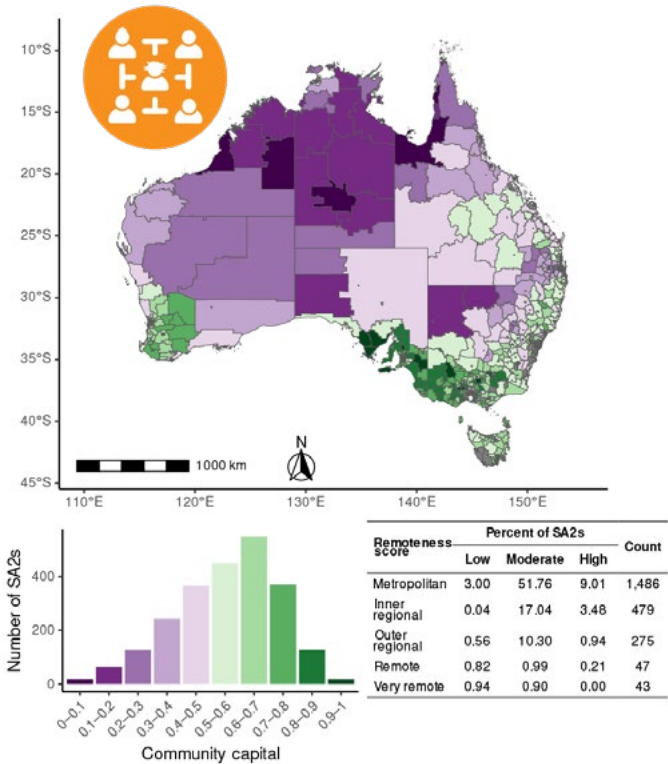 10°S
15°S
20°S
25°S
30°S
35°S
40°S
45°S
1000 km
N
110°E 120°E 130°E 140°E 150°E
Number of SA2s
400
200
0
0–0.1 0.1–0.2 0.2–0.3 0.3–0.4 0.4–0.5 0.5–0.6 0.6–0.7 0.7–0.8 0.8–0.9 0.9–1
Community capital
Remoteness score Percent of SA2s Count
Low Moderate High
Metropolitan 3.00 51.76 9.01 1,486
Inner regional 0.04 17.04 3.48 479
Outer regional 0.56 10.30 0.94 275
Remote 0.82 0.99 0.21 47
Very remote 0.94 0.90 0.00 43